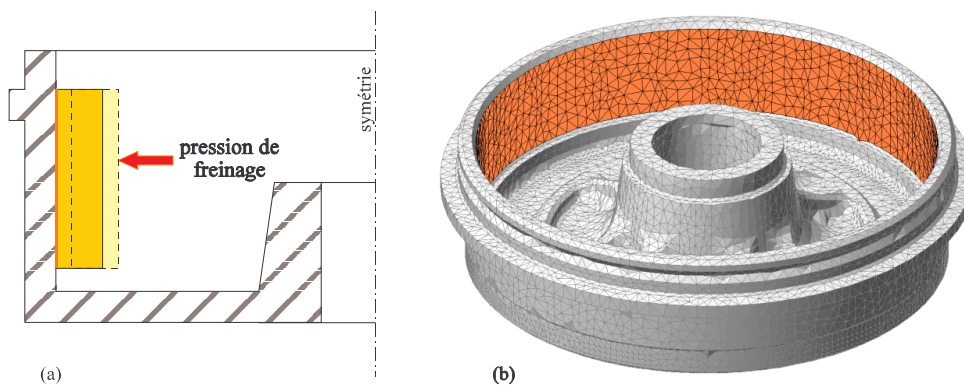 symétrie
pression de
freinage
(a)
(b)